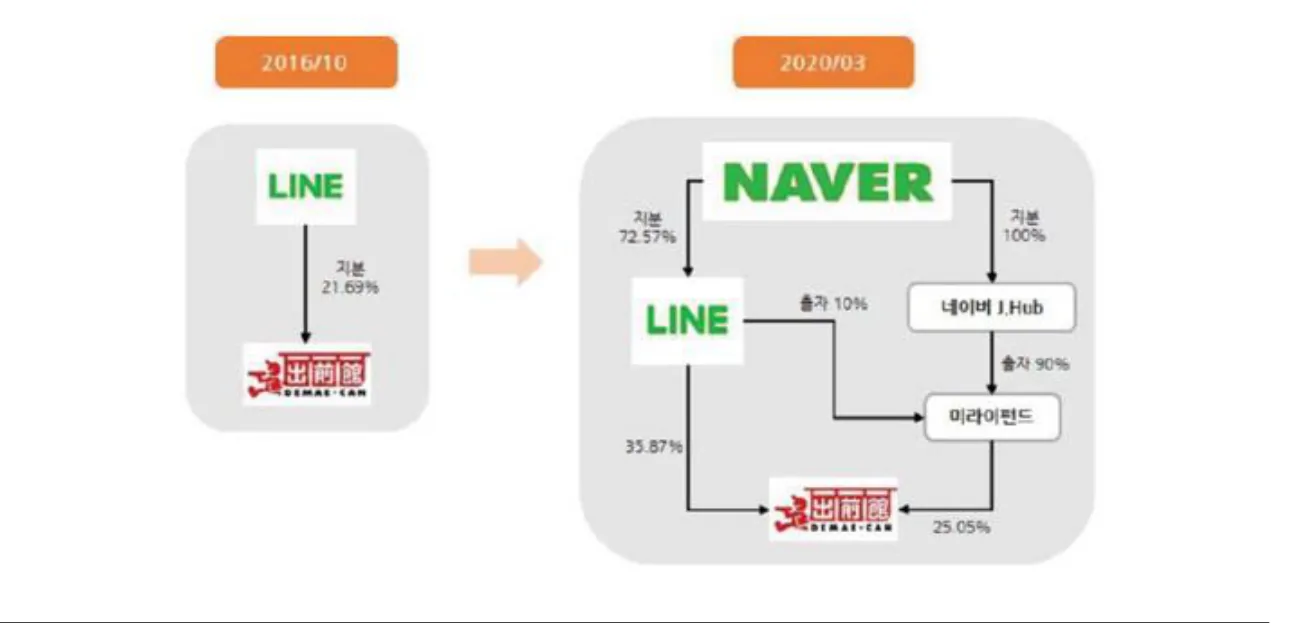 2016/10
LINE
지분
21.69%
出前館
DEMAE-CAN
2020/03
NAVER
지분
72.57%
지분
100%
LINE
출자 10%
네이버 J.Hub
출자 90%
미라이펀드
35.87%
25.05%
出前館
DEMAE-CAN